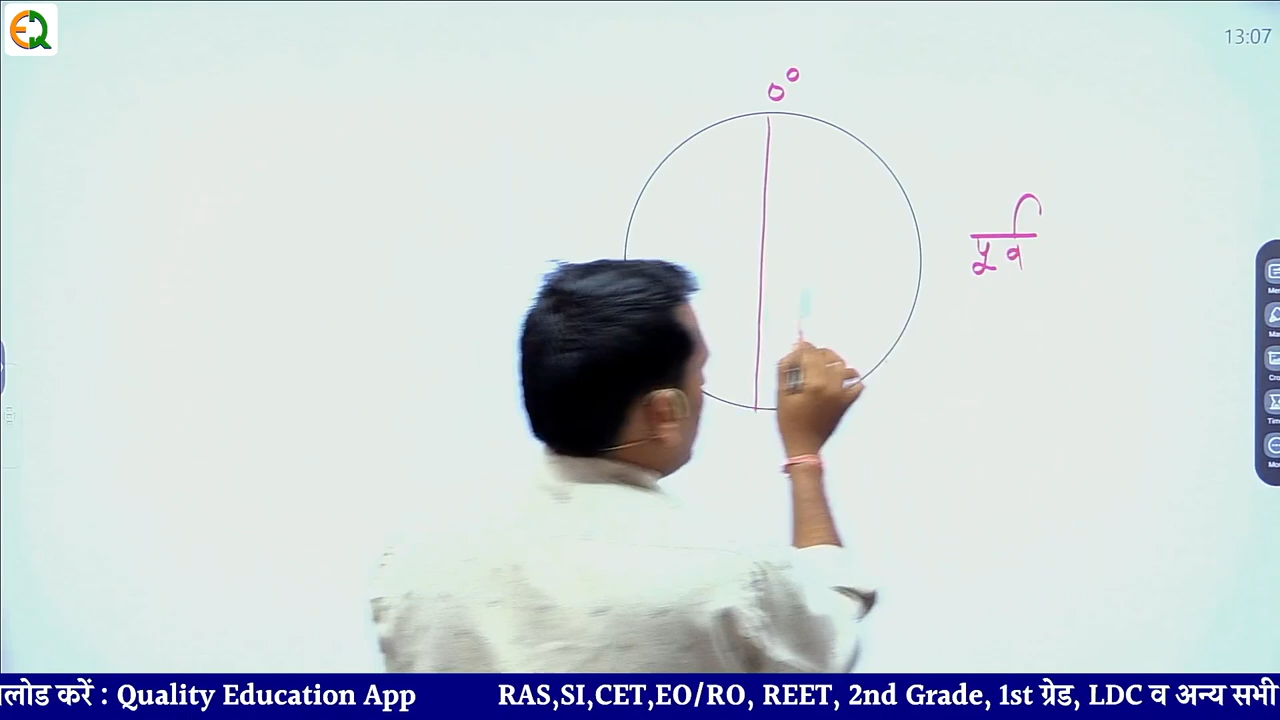 EQ
13:07
0°
पूर्व
लोड करें : Quality Education App RAS,SI,CET,EO/RO, REET, 2nd Grade, 1st ग्रेड, LDC व अन्य सभी